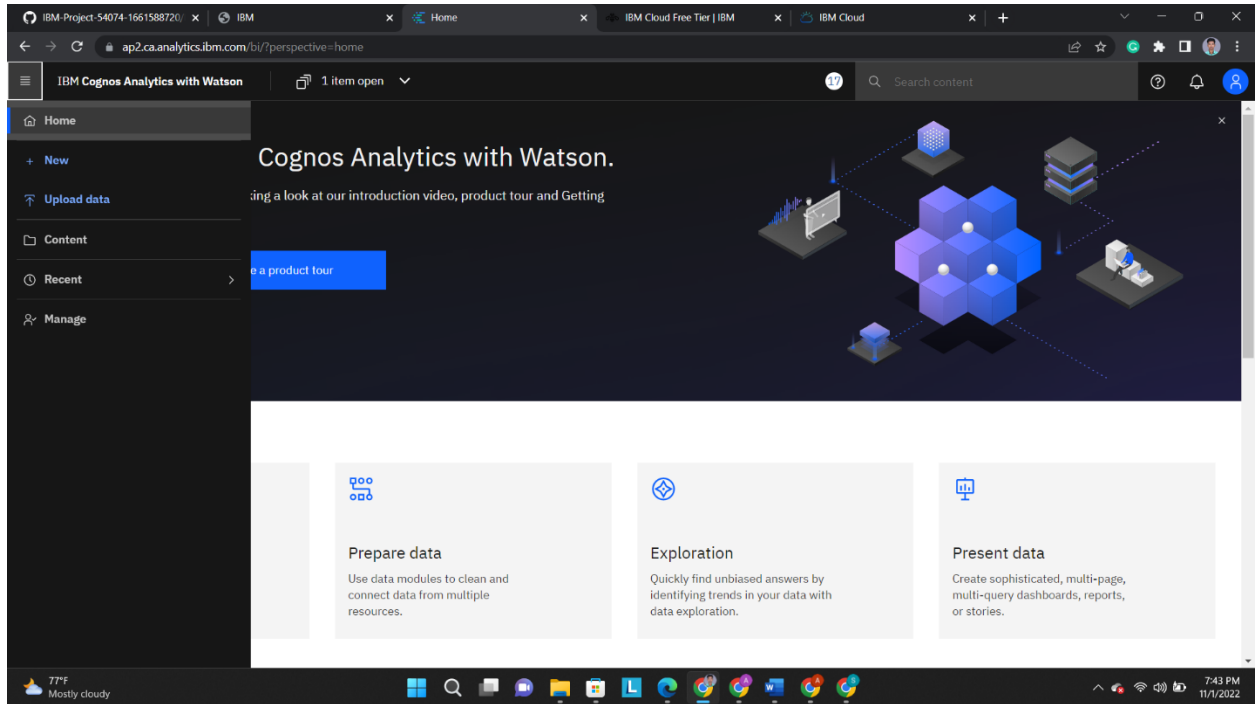 IBM-Project-54074-1661588720/
IBM
Home
IBM Cloud Free Tier | IBM
IBM Cloud
ap2.ca.analytics.ibm.com/bi/?perspective=home
IBM Cognos Analytics with Watson
1 item open
17
Search content
Home
New
Upload data
Content
Recent
Manage
Cognos Analytics with Watson.
king a look at our introduction video, product tour and Getting
e a product tour
Prepare data
Use data modules to clean and
connect data from multiple
resources.
Exploration
Quickly find unbiased answers by
identifying trends in your data with
data exploration.
Present data
Create sophisticated, multi-page,
multi-query dashboards, reports,
or stories.
77°F
Mostly cloudy
7:43 PM
11/1/2022